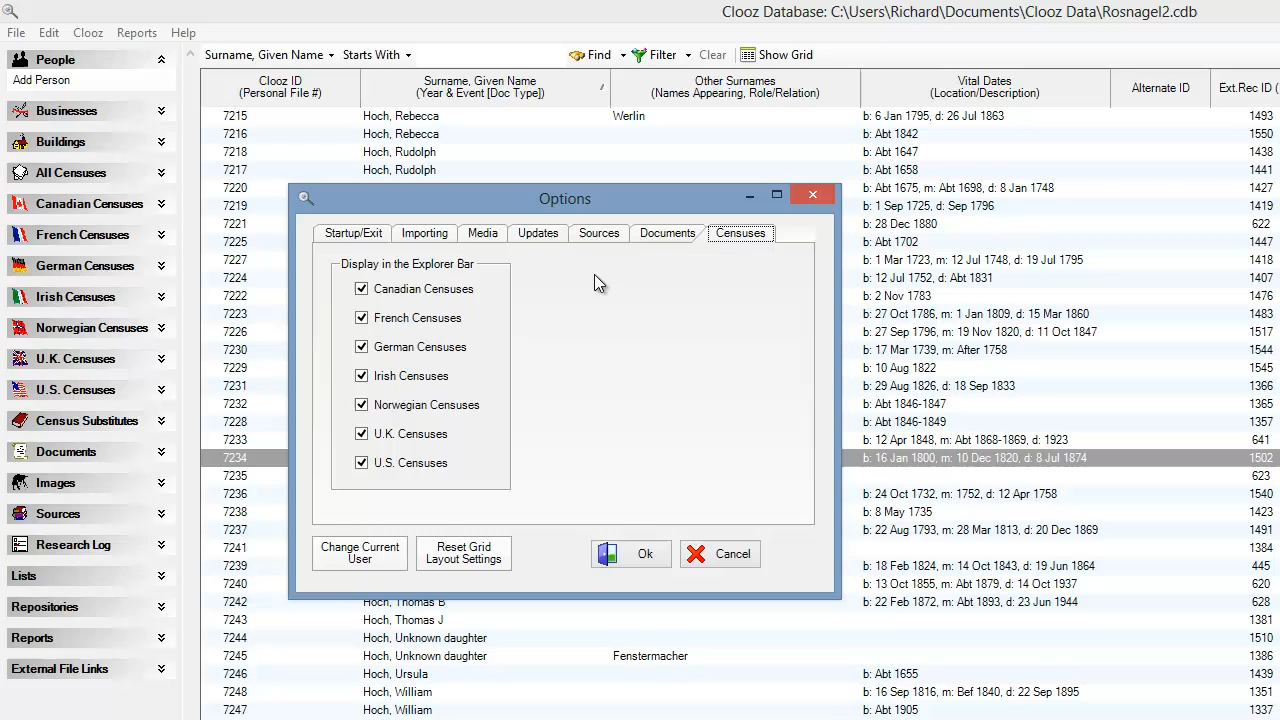 Clooz Database: C:\Users\Richard\Documents\Clooz Data\Rosnagel2.cdb
File Edit Clooz Reports Help
People
Add Person
Businesses
Buildings
All Censuses
Canadian Censuses
French Censuses
German Censuses
Irish Censuses
Norwegian Censuses
U.K. Censuses
U.S. Censuses
Census Substitutes
Documents
Images
Sources
Research Log
Lists
Repositories
Reports
External File Links
Surname, Given Name Starts With Find Filter Clear Show Grid
Clooz ID Surname, Given Name Other Surnames Vital Dates Alternate ID Ext.Rec ID (
(Personal File #) (Year & Event [Doc Type]) (Names Appearing, Role/Relation) (Location/Description)
7215 Hoch, Rebecca Werlin b: 6 Jan 1795, d: 26 Jul 1863 1493
7216 Hoch, Rebecca b: Abt 1842 1550
7218 Hoch, Rudolph b: Abt 1647 1438
7217 Hoch, Rudolph b: Abt 1658 1441
7220 b: Abt 1675, m: Abt 1698, d: 8 Jan 1748 1427
7219 b: 1 Sep 1725, d: Sep 1796 1419
7221 b: 28 Dec 1880 622
7225 b: Abt 1702 1447
7227 b: 1 Mar 1723, m: 12 Jul 1748, d: 19 Jul 1795 1418
7224 b: 12 Jul 1752, d: Abt 1831 1407
7222 b: 2 Nov 1783 1476
7223 b: 27 Oct 1786, m: 1 Jan 1809, d: 15 Mar 1860 1483
7226 b: 27 Sep 1796, m: 19 Nov 1820, d: 11 Oct 1847 1497
7230 b: 17 Mar 1739, m: After 1758 1544
7229 b: 10 Aug 1822 1545
7231 b: 29 Aug 1826, d: 18 Sep 1833 1366
7232 b: Abt 1846-1847 1365
7228 b: Abt 1846-1849 1357
7233 b: 12 Apr 1848, m: Abt 1868-1869, d: 1923 641
7234 b: 16 Jan 1800, m: 10 Dec 1820, d: 8 Jul 1874 1502
7235 623
7236 b: 24 Oct 1732, m: 1752, d: 12 Apr 1758 1540
7238 b: 8 May 1735 1423
7237 b: 22 Aug 1793, m: 28 Mar 1813, d: 20 Dec 1869 1491
7241 1384
7239 b: 18 Feb 1824, m: 14 Oct 1843, d: 19 Jun 1864 445
7240 b: 13 Oct 1855, m: Abt 1879, d: 14 Oct 1937 620
7242 Hoch, Thomas B b: 22 Feb 1872, m: Abt 1893, d: 23 Jun 1944 628
7243 Hoch, Thomas J 1381
7244 Hoch, Unknown daughter 1510
7245 Hoch, Unknown daughter Fenstermacher 1386
7246 Hoch, Ursula b: Abt 1655 1439
7248 Hoch, William b: 16 Sep 1816, m: Bef 1840, d: 22 Sep 1895 1351
7247 Hoch, William b: Abt 1905 1337
Options
Startup/Exit Importing Media Updates Sources Documents Censuses
Display in the Explorer Bar
Canadian Censuses
French Censuses
German Censuses
Irish Censuses
Norwegian Censuses
U.K. Censuses
U.S. Censuses
Change Current User
Reset Grid Layout Settings
Ok
Cancel